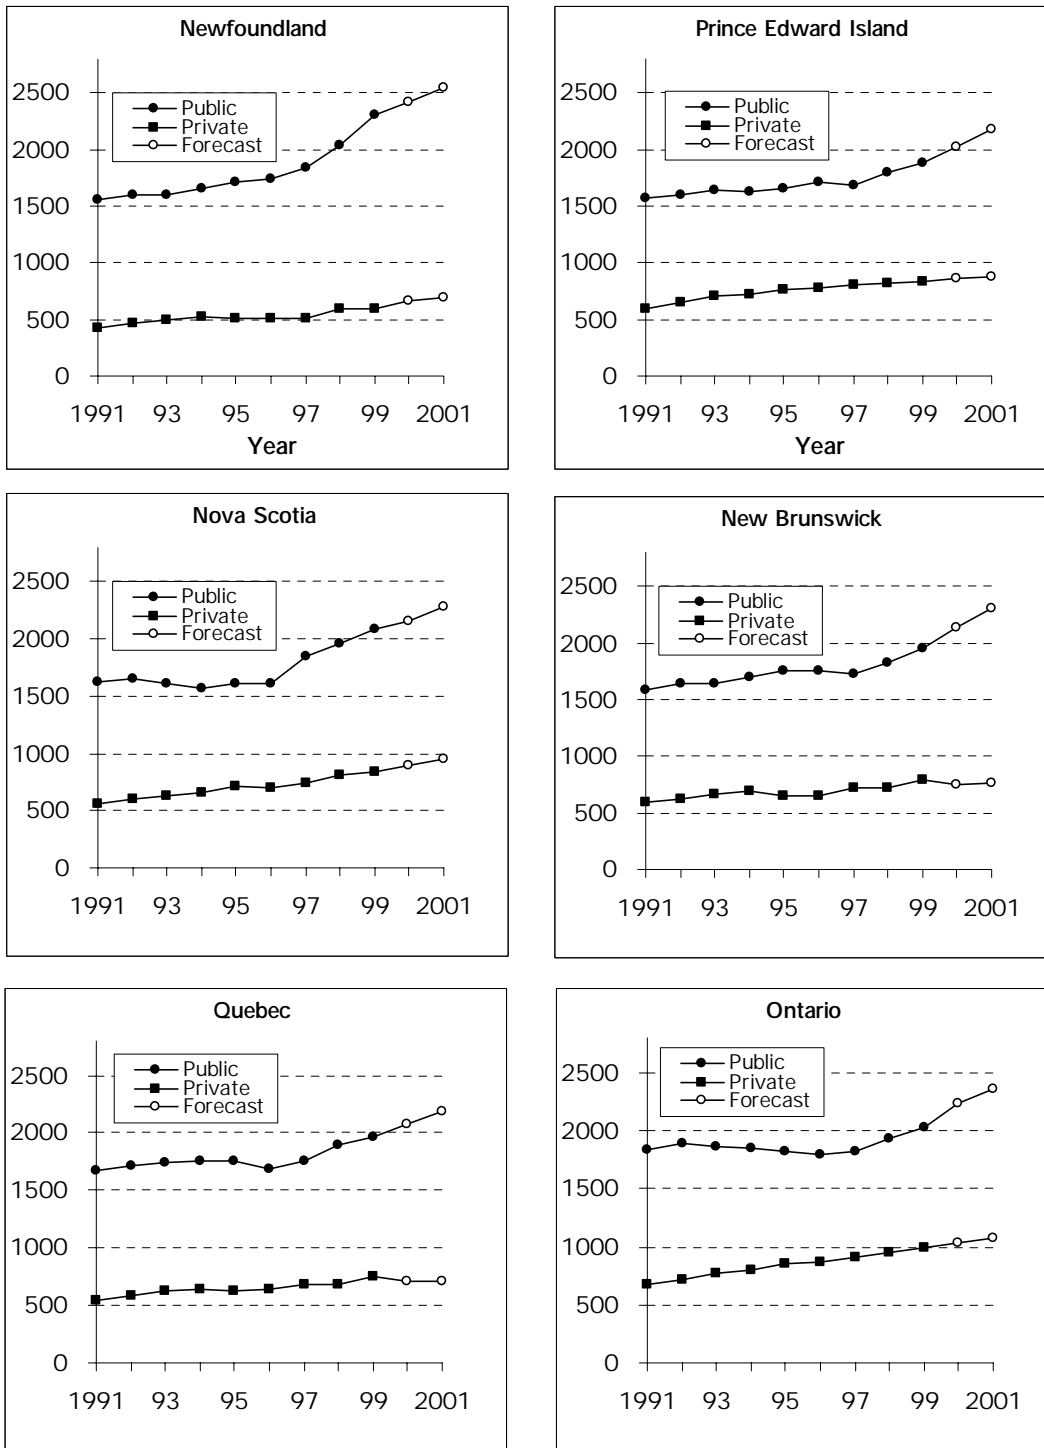 Newfoundland
2500
2000
1500
1000
500
0
Public
Private
Forecast
1991 93 95 97 99 2001
Year
Prince Edward Island
2500
2000
1500
1000
500
0
Public
Private
Forecast
1991 93 95 97 99 2001
Year
Nova Scotia
2500
2000
1500
1000
500
0
Public
Private
Forecast
1991 93 95 97 99 2001
New Brunswick
2500
2000
1500
1000
500
0
Public
Private
Forecast
1991 93 95 97 99 2001
Quebec
2500
2000
1500
1000
500
0
Public
Private
Forecast
1991 93 95 97 99 2001
Ontario
2500
2000
1500
1000
500
0
Public
Private
Forecast
1991 93 95 97 99 2001